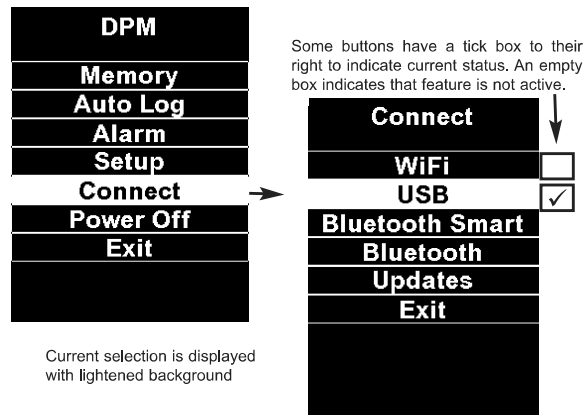 DPM
Memory
Auto Log
Alarm
Setup
Connect
Power Off
Exit
Current selection is displayed
with lightened background
Some buttons have a tick box to their
right to indicate current status. An empty
box indicates that feature is not active.
Connect
WiFi
USB
Bluetooth Smart
Bluetooth
Updates
Exit